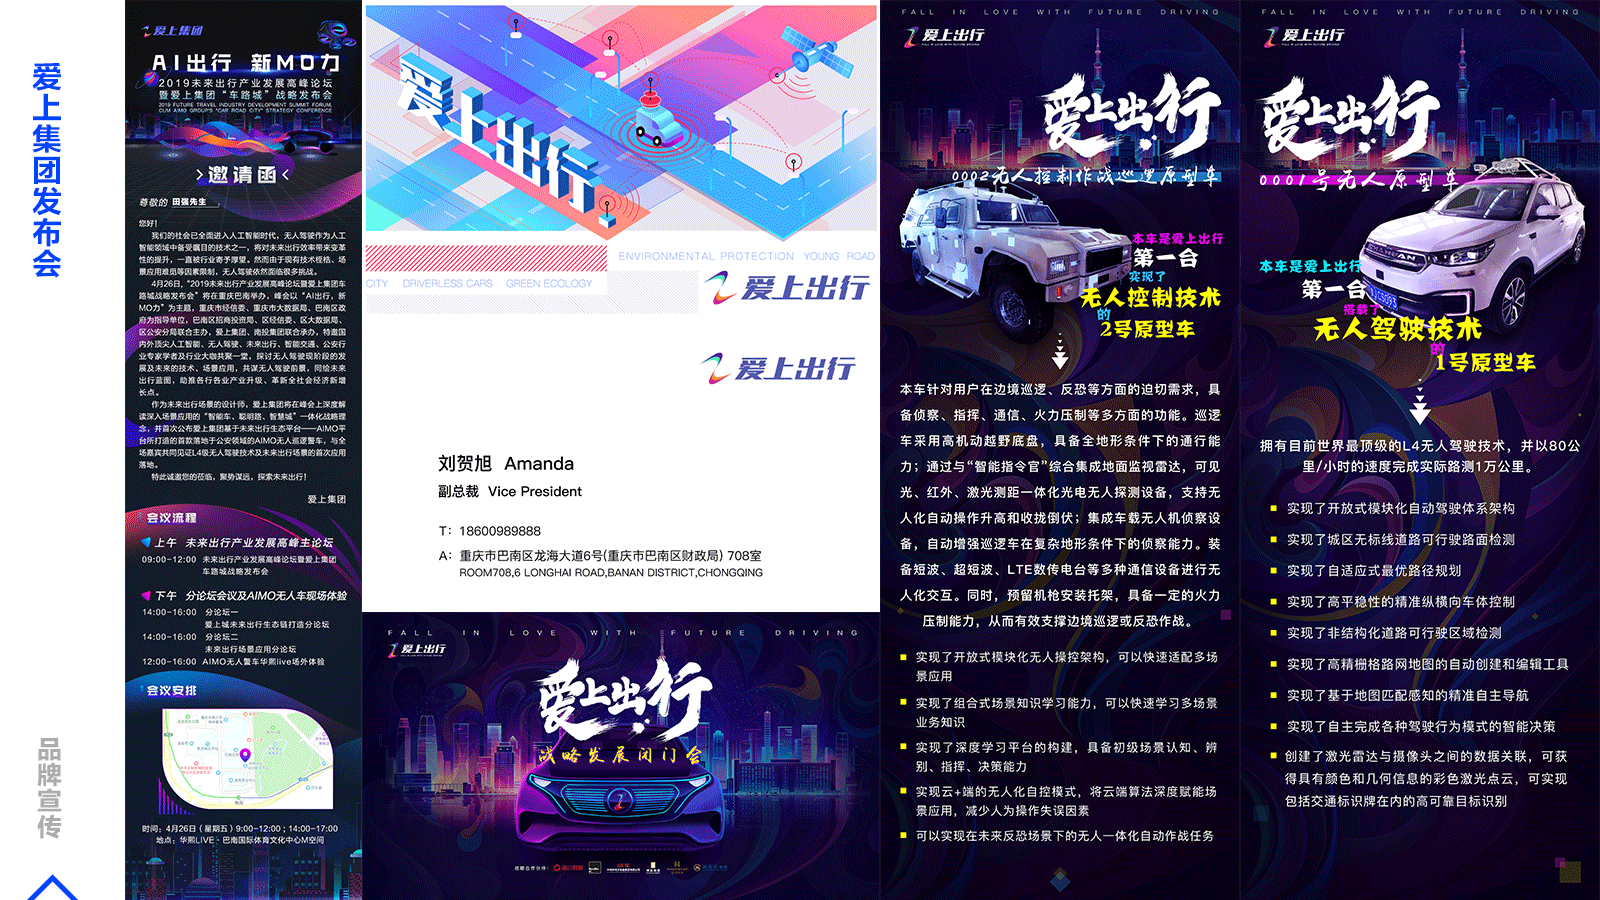 爱上集团发布会
品牌宣传
爱上集团
AI出行 新MO力
2019未来出行产业发展高峰论坛
暨爱上集团“车路城”战略发布会
2019 FUTURE TRAVEL INDUSTRY DEVELOPMENT SUMMIT FORUM,
CUM AIMO GROUP'S "CAR ROAD CITY" STRATEGY CONFERENCE
邀请函
尊敬的 田强先生
您好！
我们的社会已全面进入人工智能时代，无人驾驶作为人工
智能领域中备受瞩目的技术之一，将对未来出行效率带来变革
性的提升，一直被行业寄予厚望。然而由于现有技术桎梏、场
景应用难觅等因素限制，无人驾驶依然面临很多挑战。
4月26日，“2019未来出行产业发展高峰论坛暨爱上集团车
路城战略发布会”将在重庆巴南举办，峰会以“AI出行，新
MO力”为主题，重庆市经信委、重庆市大数据局、巴南区政
府为指导单位，巴南区招商投资局、区经信委、区大数据局、
区公安分局联合主办，爱上集团、南投集团联合承办，特邀国
内外顶尖人工智能、无人驾驶、未来出行、智能交通、公安行
业专家学者及行业大咖共聚一堂，探讨无人驾驶现阶段的发
展及未来的技术、场景应用，共谋无人驾驶前景，同绘未来
出行蓝图，助推各行各业产业升级、革新全社会经济新增
长点。
作为未来出行场景的设计师，爱上集团将在峰会上深度解
读深入场景应用的“智能车、聪明路、智慧城”一体化战略理
念，并首次公布爱上集团基于未来出行生态平台——AIMO平
台所打造的首款落地于公安领域的AIMO无人巡逻警车，与全
场嘉宾共同见证L4级无人驾驶技术及未来出行场景的首次应用
落地。
特此诚邀您的莅临，聚势谋远，探索未来出行！
爱上集团
会议流程
上午 未来出行产业发展高峰主论坛
09:00-12:00 未来出行产业发展高峰论坛暨爱上集团
车路城战略发布会
下午 分论坛会议及AIMO无人车现场体验
14:00-16:00 分论坛一
爱上城未来出行生态链打造分论坛
14:00-16:00 分论坛二
未来出行场景应用分论坛
12:00-16:00 AIMO无人警车华熙live场外体验
会议安排
时间：4月26日（星期五）9:00-12:00；14:00-17:00
地点：华熙LIVE · 巴南国际体育文化中心M空间
爱上出行
ENVIRONMENTAL PROTECTION YOUNG ROAD
CITY DRIVERLESS CARS GREEN ECOLOGY
爱上出行
爱上出行
刘贺旭 Amanda
副总裁 Vice President
T: 18600989888
A: 重庆市巴南区龙海大道6号(重庆市巴南区财政局) 708室
ROOM708,6 LONGHAI ROAD,BANAN DISTRICT,CHONGQING
FALL IN LOVE WITH FUTURE DRIVING
爱上出行
爱上出行
战略发展闭门会
战略合作伙伴：
FALL IN LOVE WITH FUTURE DRIVING
爱上出行
爱上出行
0002无人控制作战巡逻原型车
本车是爱上出行
第一台
实现了
无人控制技术
的
2号原型车
本车针对用户在边境巡逻、反恐等方面的迫切需求，具
备侦察、指挥、通信、火力压制等多方面的功能。巡逻
车采用高机动越野底盘，具备全地形条件下的通行能
力；通过与“智能指令官”综合集成地面监视雷达，可见
光、红外、激光测距一体化光电无人探测设备，支持无
人化自动操作升高和收拢倒伏；集成车载无人机侦察设
备，自动增强巡逻车在复杂地形条件下的侦察能力。装
备短波、超短波、LTE数传电台等多种通信设备进行无
人化交互。同时，预留机枪安装托架，具备一定的火力
压制能力，从而有效支撑边境巡逻或反恐作战。
实现了开放式模块化无人操控架构，可以快速适配多场
景应用
实现了组合式场景知识学习能力，可以快速学习多场景
业务知识
实现了深度学习平台的构建，具备初级场景认知、辨
别、指挥、决策能力
实现云+端的无人化自控模式，将云端算法深度赋能场
景应用，减少人为操作失误因素
可以实现在未来反恐场景下的无人一体化自动作战任务
FALL IN LOVE WITH FUTURE DRIVING
爱上出行
爱上出行
0001号无人原型车
CHANGAN
本车是爱上出行
第一台
搭载了
无人驾驶技术
的
1号原型车
拥有目前世界最顶级的L4无人驾驶技术，并以80公
里/小时的速度完成实际路测1万公里。
实现了开放式模块化自动驾驶体系架构
实现了城区无标线道路可行驶路面检测
实现了自适应式最优路径规划
实现了高平稳性的精准纵横向车体控制
实现了非结构化道路可行驶区域检测
实现了高精栅格路网地图的自动创建和编辑工具
实现了基于地图匹配感知的精准自主导航
实现了自主完成各种驾驶行为模式的智能决策
创建了激光雷达与摄像头之间的数据关联，可获
得具有颜色和几何信息的彩色激光点云，可实现
包括交通标识牌在内的高可靠目标识别